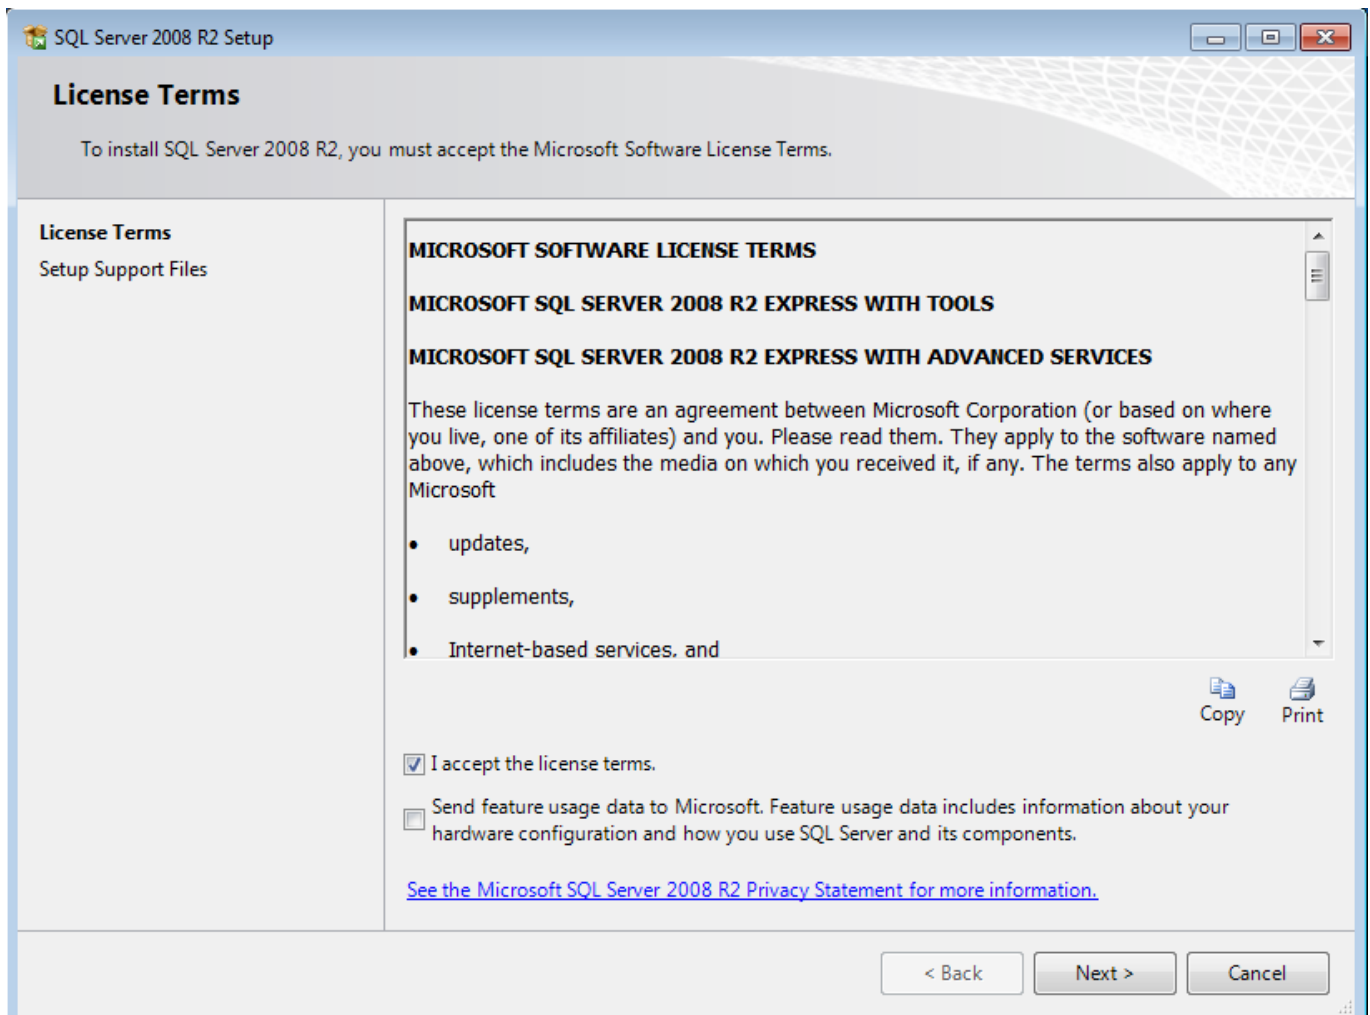 SQL Server 2008 R2 Setup
License Terms
To install SQL Server 2008 R2, you must accept the Microsoft Software License Terms.
License Terms
Setup Support Files
MICROSOFT SOFTWARE LICENSE TERMS
MICROSOFT SQL SERVER 2008 R2 EXPRESS WITH TOOLS
MICROSOFT SQL SERVER 2008 R2 EXPRESS WITH ADVANCED SERVICES
These license terms are an agreement between Microsoft Corporation (or based on where
you live, one of its affiliates) and you. Please read them. They apply to the software named
above, which includes the media on which you received it, if any. The terms also apply to any
Microsoft
• updates,
• supplements,
• Internet-based services, and
Copy
Print
I accept the license terms.
Send feature usage data to Microsoft. Feature usage data includes information about your
hardware configuration and how you use SQL Server and its components.
See the Microsoft SQL Server 2008 R2 Privacy Statement for more information.
< Back
Next >
Cancel